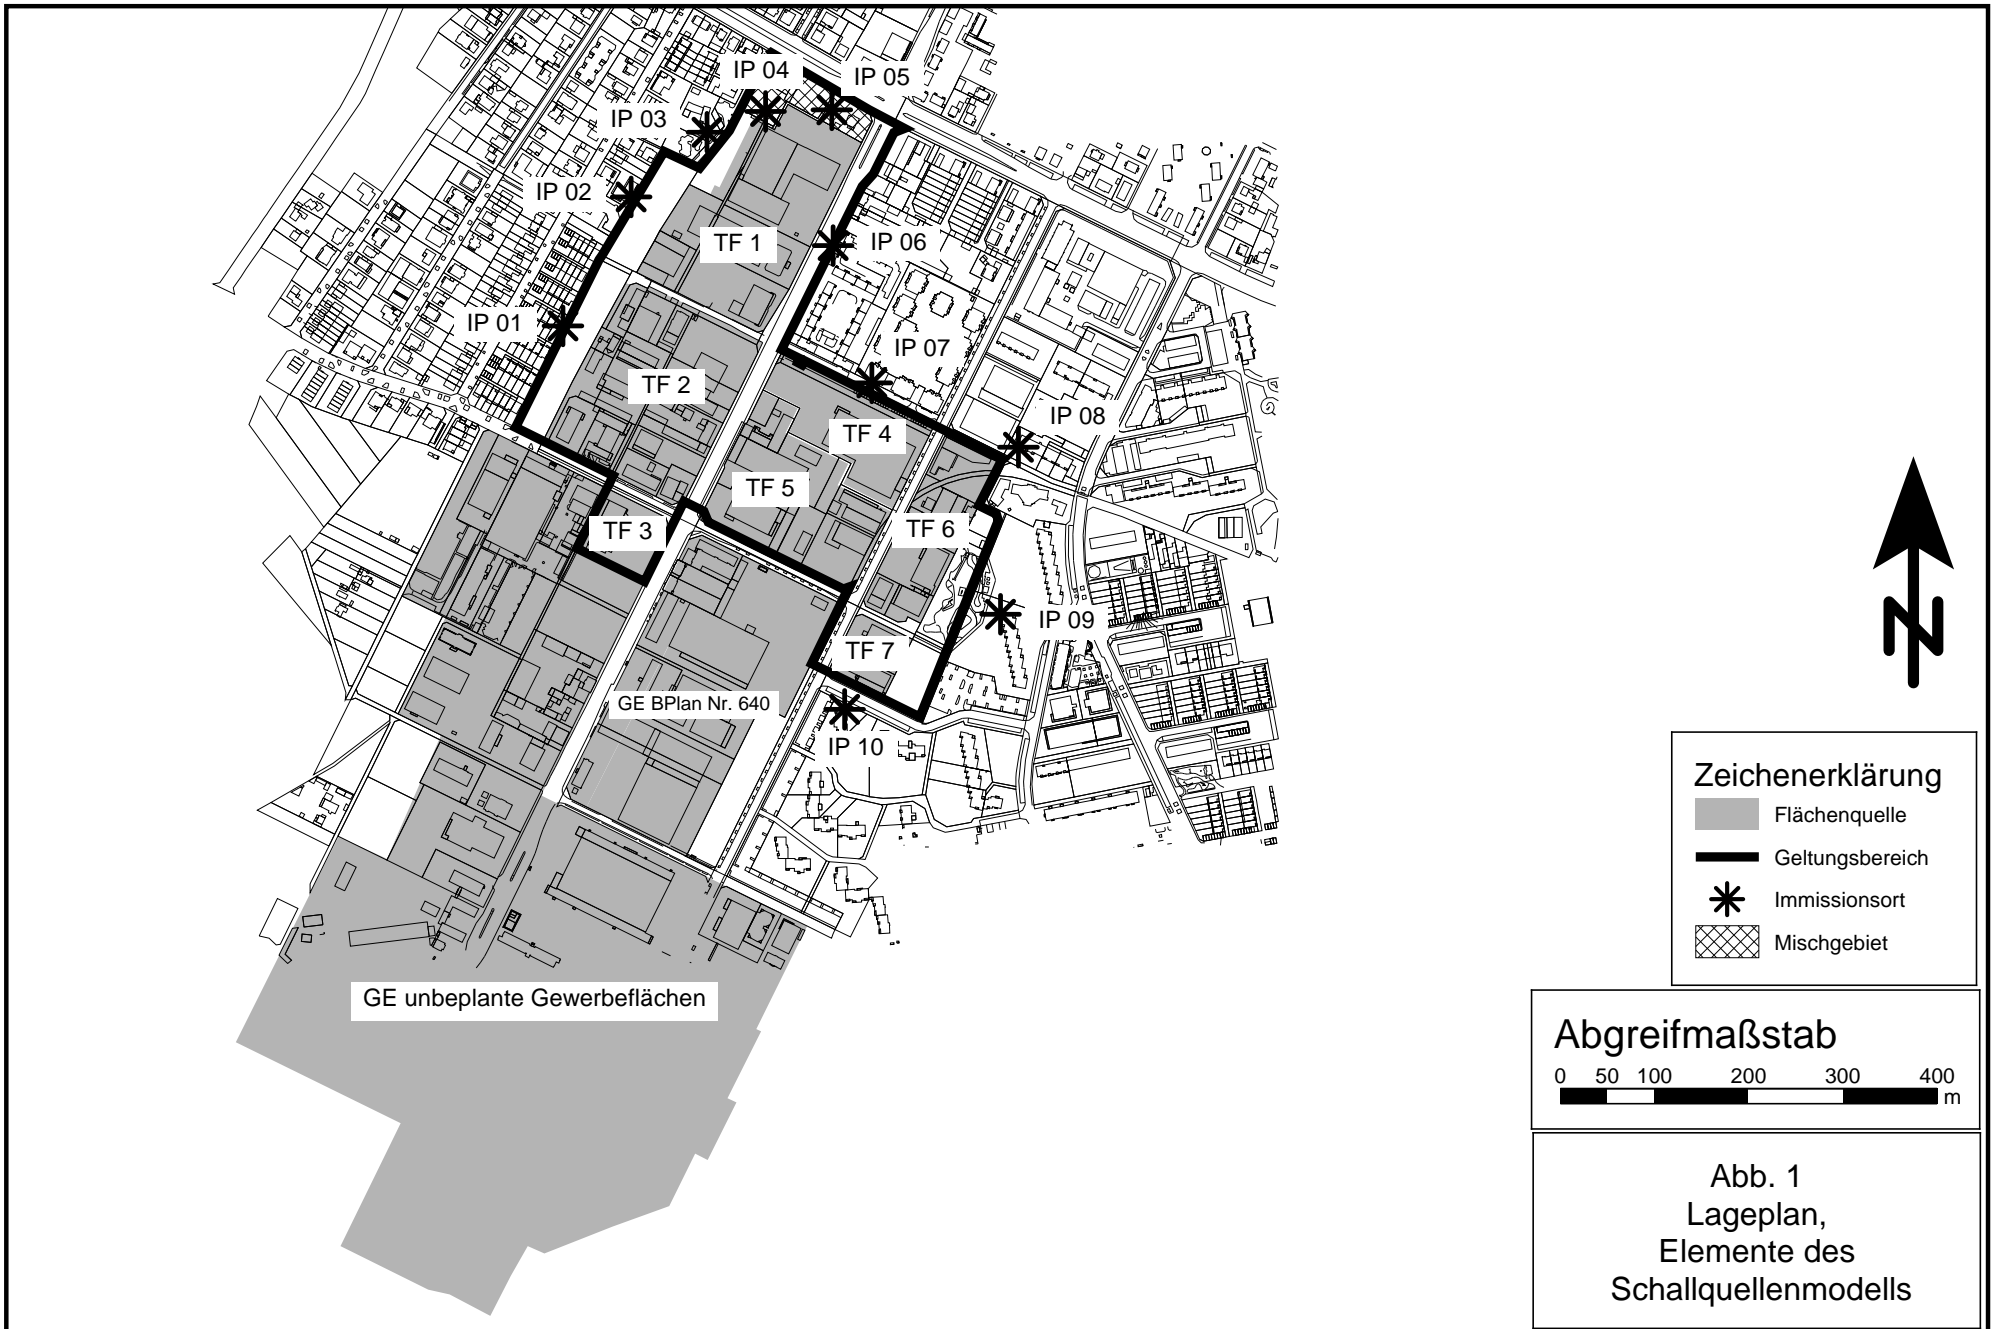 IP 04
IP 05
IP 03
IP 02
TF 1
IP 06
IP 01
IP 07
TF 2
IP 08
TF 4
TF 5
TF 3
TF 6
IP 09
TF 7
GE BPlan Nr. 640
IP 10
GE unbeplante Gewerbeflächen
N
Zeichenerklärung
Flächenquelle
Geltungsbereich
Immissionsort
Mischgebiet
Abgreifmaßstab
0 50 100 200 300 400
m
Abb. 1
Lageplan,
Elemente des
Schallquellenmodells